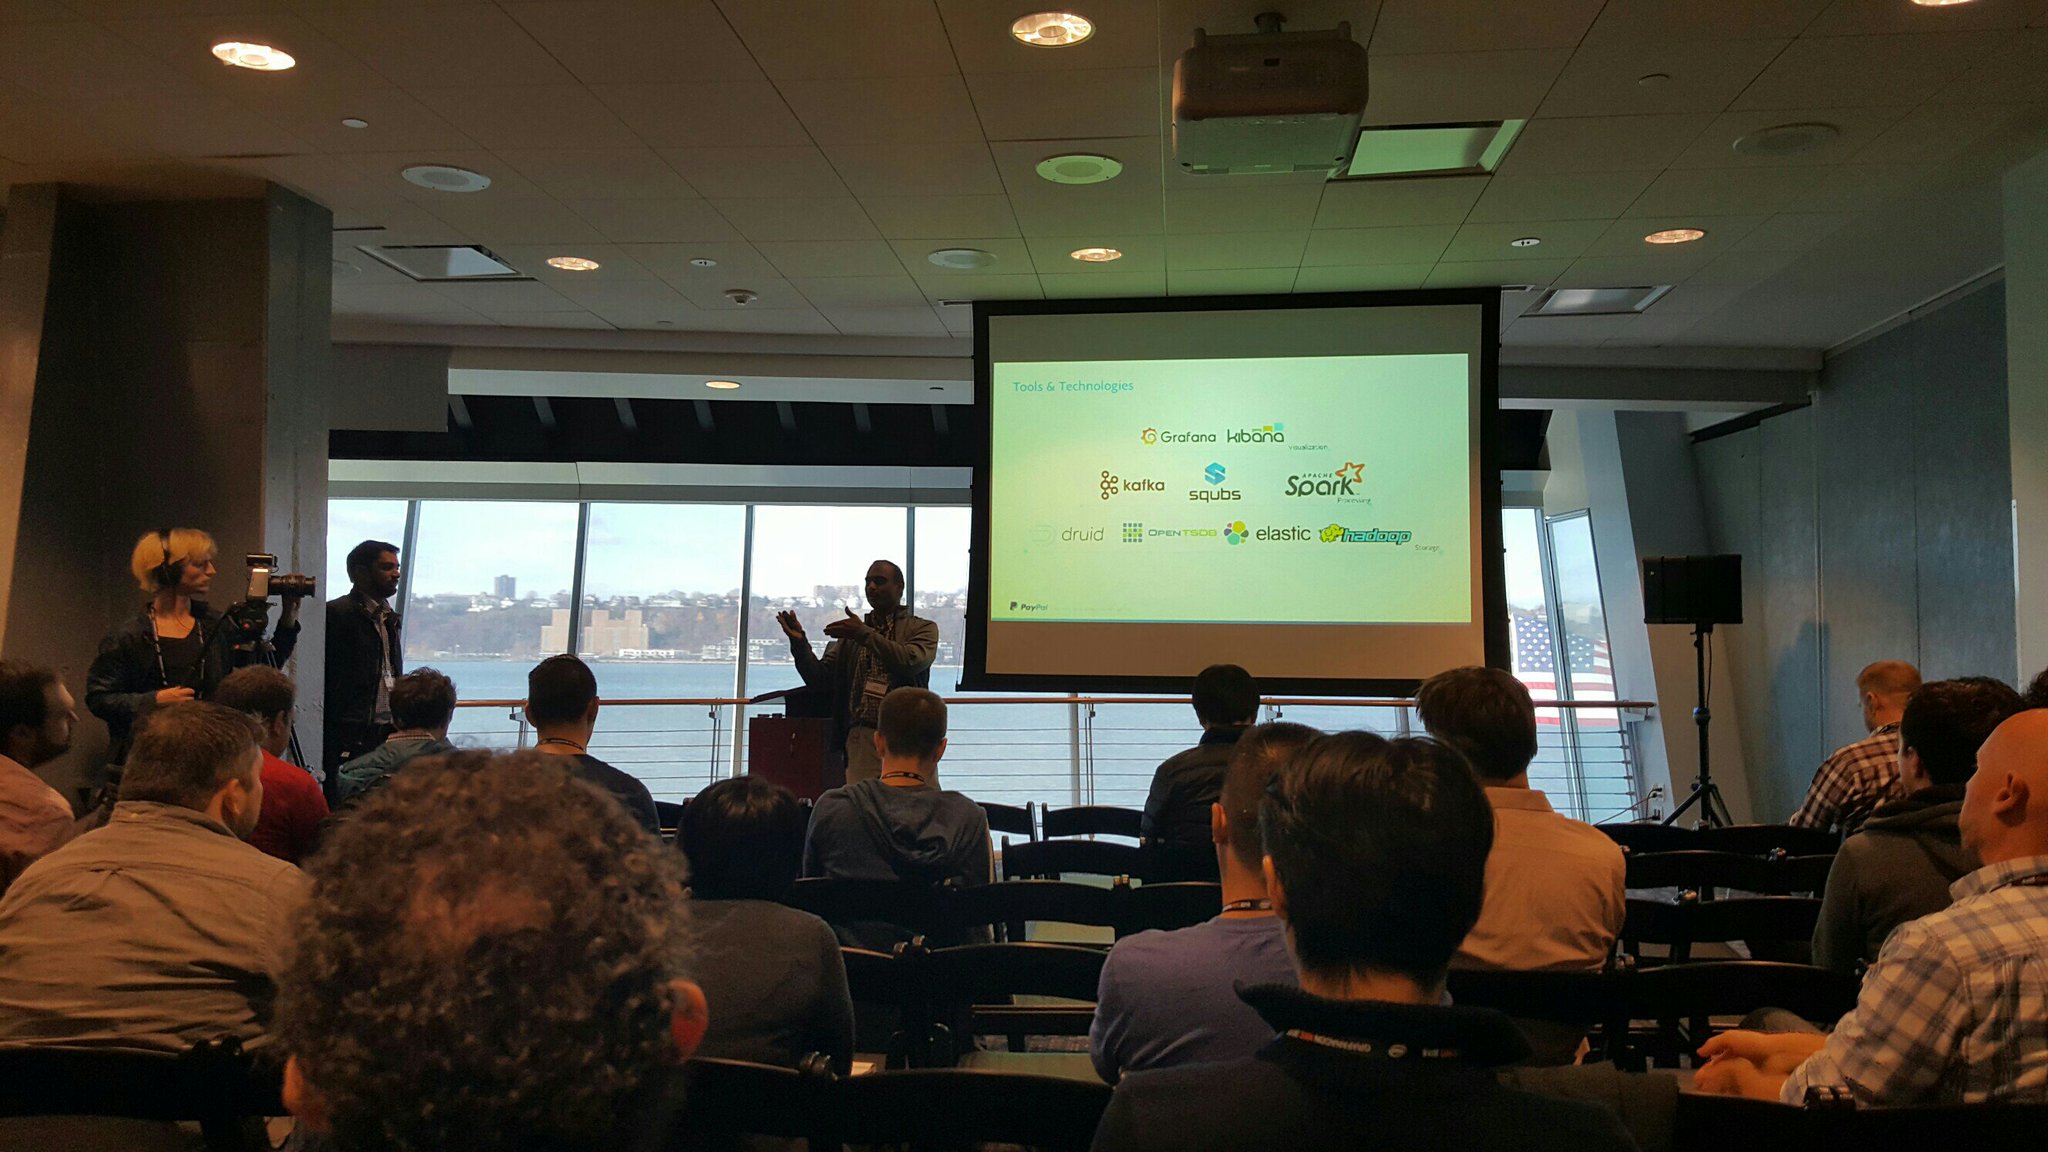 Tools & Technologies
Grafana kibana
Visualization
kafka squbs APACHE Spark
Processing
druid OPENTSDB elastic hadoop
Storage
PayPal